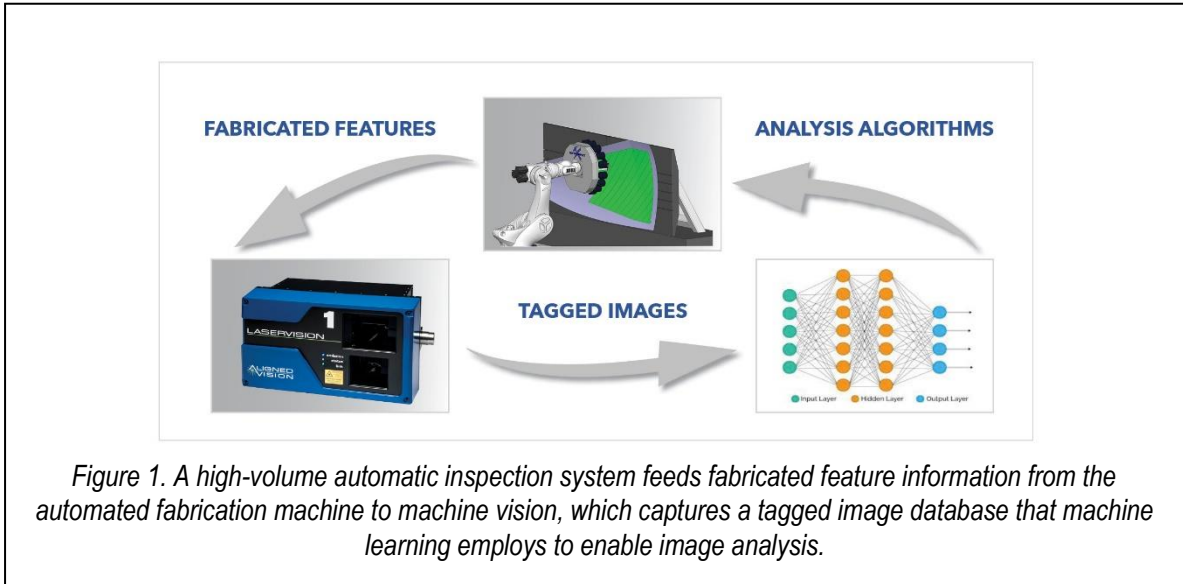 FABRICATED FEATURES
ANALYSIS ALGORITHMS
TAGGED IMAGES
1
LASERVISION
ALIGNED
VISION
Input Layer Hidden Layer Output Layer
Figure 1. A high-volume automatic inspection system feeds fabricated feature information from the
automated fabrication machine to machine vision, which captures a tagged image database that machine
learning employs to enable image analysis.